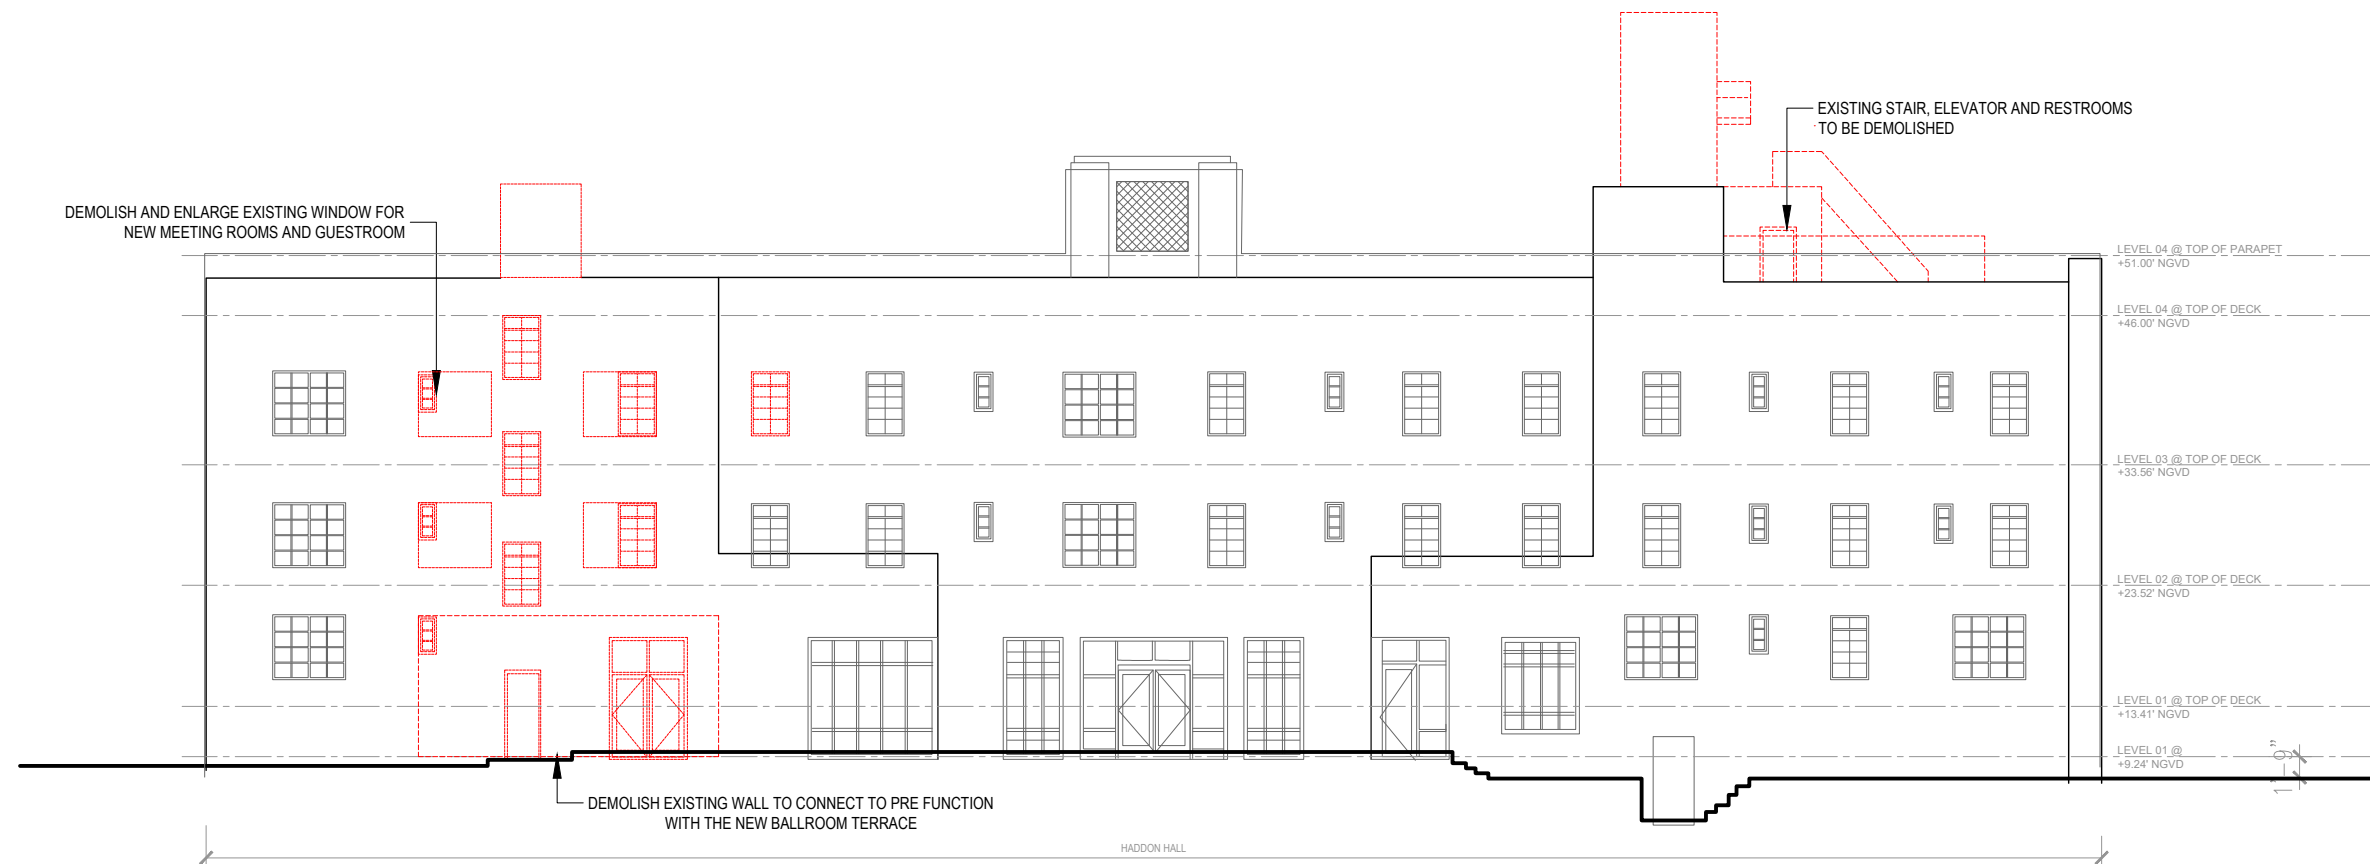 EXISTING STAIR, ELEVATOR AND RESTROOMS
TO BE DEMOLISHED
DEMOLISH AND ENLARGE EXISTING WINDOW FOR
NEW MEETING ROOMS AND GUESTROOM
LEVEL 04 @ TOP OF PARAPET
+51.00' NGVD
LEVEL 04 @ TOP OF DECK
+46.00' NGVD
LEVEL 03 @ TOP OF DECK
+33.56' NGVD
LEVEL 02 @ TOP OF DECK
+23.52' NGVD
LEVEL 01 @ TOP OF DECK
+13.41' NGVD
LEVEL 01 @
+9.24' NGVD
1'-9"
DEMOLISH EXISTING WALL TO CONNECT TO PRE FUNCTION
WITH THE NEW BALLROOM TERRACE
HADDON HALL